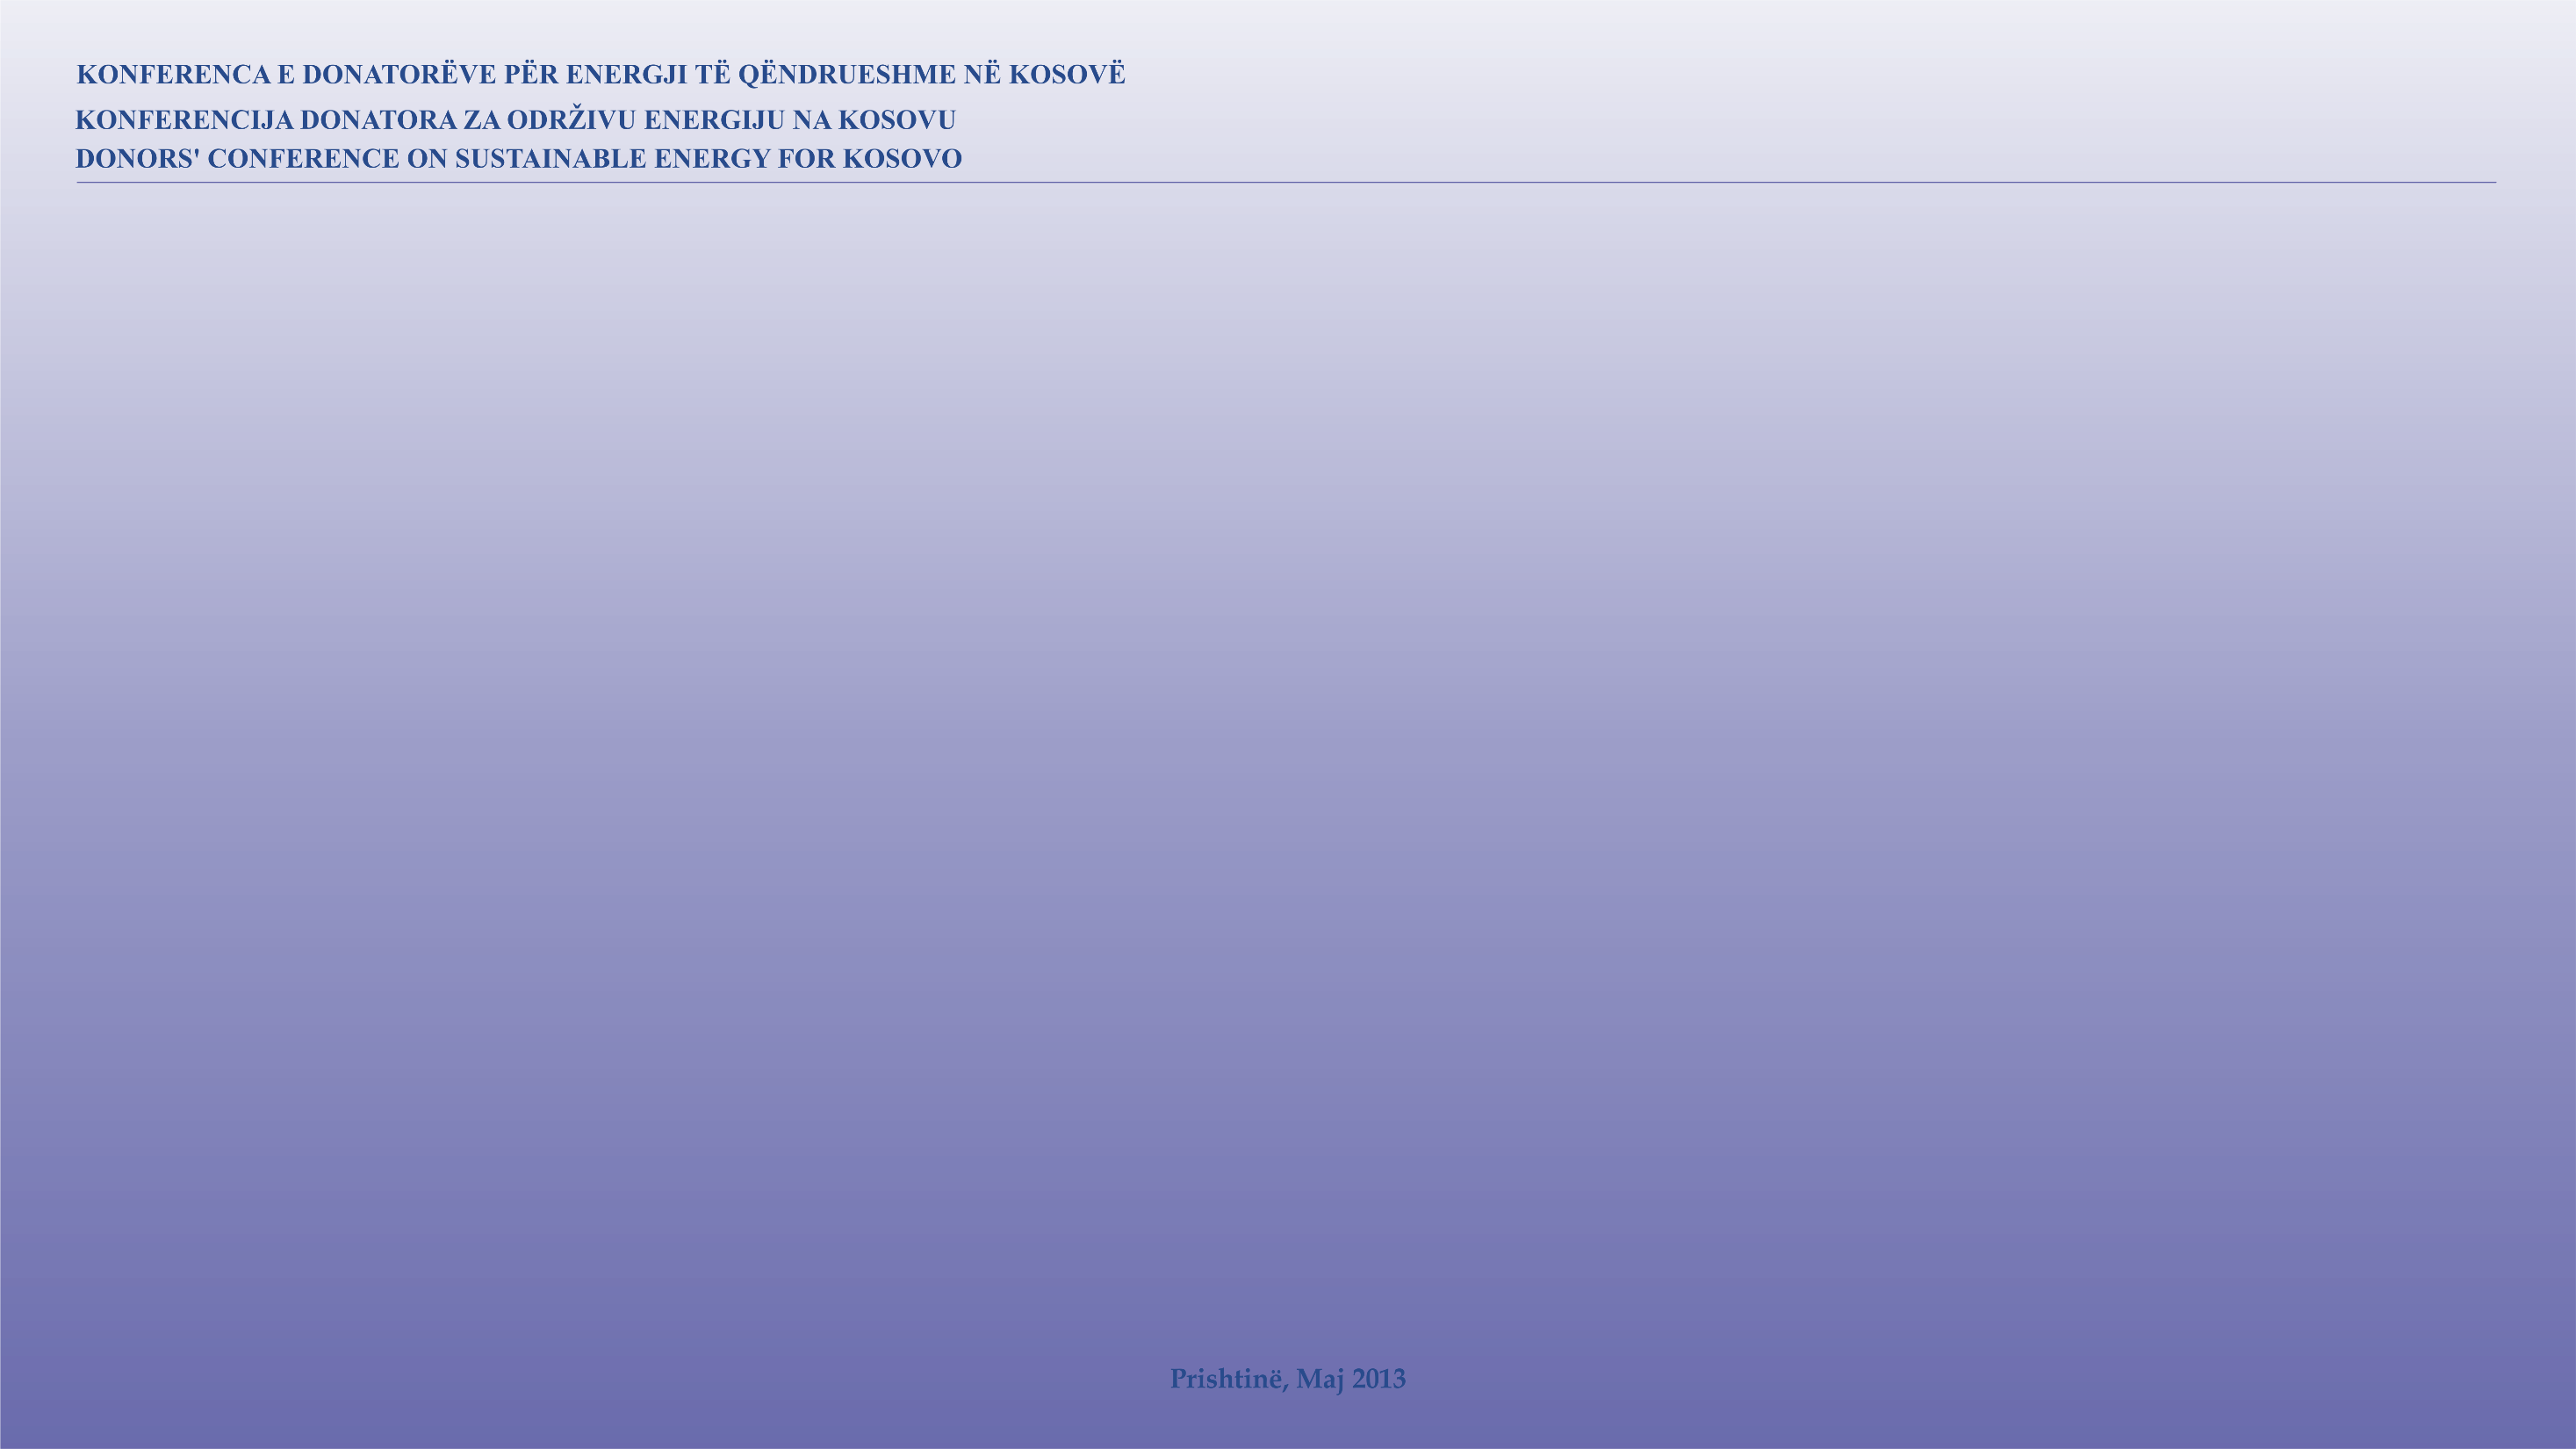 KONFERENCA E DONATORËVE PËR ENERGJI TË QËNDRUESHME NË KOSOVË
KONFERENCIJA DONATORA ZA ODRŽIVU ENERGIJU NA KOSOVU
DONORS' CONFERENCE ON SUSTAINABLE ENERGY FOR KOSOVO
Prishtinë, Maj 2013